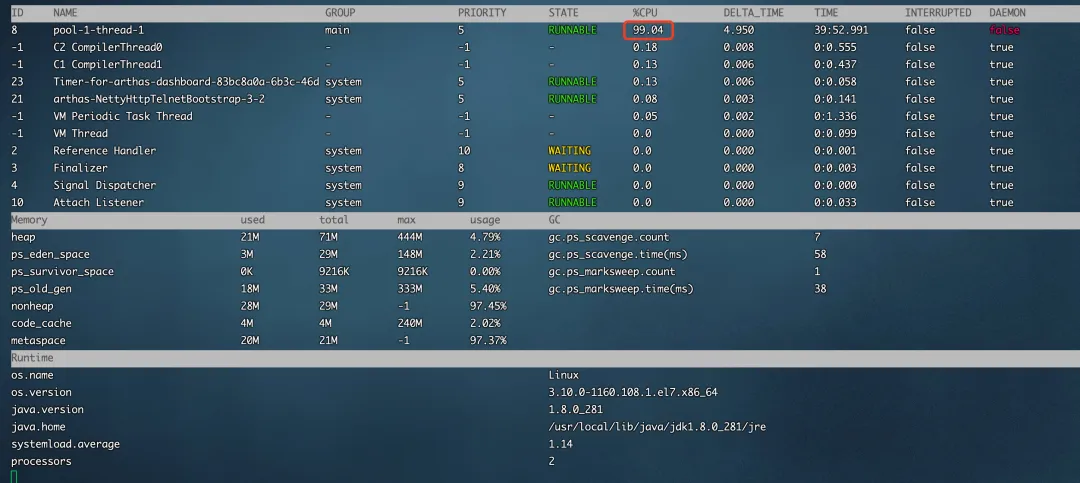 ID NAME GROUP PRIORITY STATE %CPU DELTA_TIME TIME INTERRUPTED DAEMON
8 pool-1-thread-1 main 5 RUNNABLE 99.04 4.950 39:52.991 false false
-1 C2 CompilerThread0 - -1 - 0.18 0.008 0:0.555 false true
-1 C1 CompilerThread1 - -1 - 0.13 0.006 0:0.437 false true
23 Timer-for-arthas-dashboard-83bc8a0a-6b3c-46d system 5 RUNNABLE 0.13 0.006 0:0.058 false true
21 arthas-NettyHttpTelnetBootstrap-3-2 system 5 RUNNABLE 0.08 0.003 0:0.141 false true
-1 VM Periodic Task Thread - -1 - 0.05 0.002 0:1.336 false true
-1 VM Thread - -1 - 0.0 0.000 0:0.099 false true
2 Reference Handler system 10 WAITING 0.0 0.000 0:0.001 false true
3 Finalizer system 8 WAITING 0.0 0.000 0:0.003 false true
4 Signal Dispatcher system 9 RUNNABLE 0.0 0.000 0:0.000 false true
10 Attach Listener system 9 RUNNABLE 0.0 0.000 0:0.033 false true
Memory used total max usage GC
heap 21M 71M 444M 4.79% gc.ps_scavenge.count 7
ps_eden_space 3M 29M 148M 2.21% gc.ps_scavenge.time(ms) 58
ps_survivor_space 0K 9216K 9216K 0.00% gc.ps_marksweep.count 1
ps_old_gen 18M 33M 333M 5.40% gc.ps_marksweep.time(ms) 38
nonheap 28M 29M -1 97.45%
code_cache 4M 4M 240M 2.02%
metaspace 20M 21M -1 97.37%
Runtime
os.name Linux
os.version 3.10.0-1160.108.1.el7.x86_64
java.version 1.8.0_281
java.home /usr/local/lib/java/jdk1.8.0_281/jre
systemload.average 1.14
processors 2